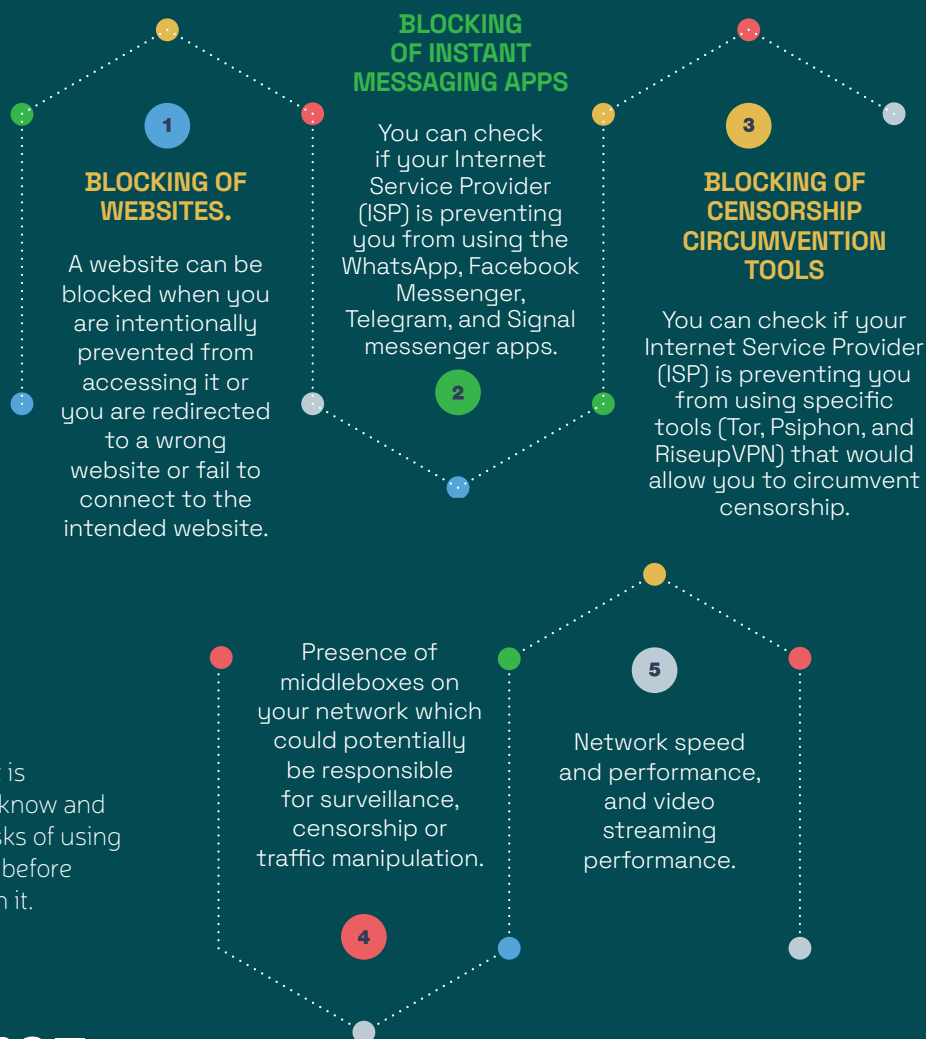 1
BLOCKING OF
WEBSITES.
A website can be
blocked when you
are intentionally
prevented from
accessing it or
you are redirected
to a wrong
website or fail to
connect to the
intended website.
BLOCKING
OF INSTANT
MESSAGING APPS
You can check
if your Internet
Service Provider
(ISP) is preventing
you from using the
WhatsApp, Facebook
Messenger,
Telegram, and Signal
messenger apps.
2
3
BLOCKING OF
CENSORSHIP
CIRCUMVENTION
TOOLS
You can check if your
Internet Service Provider
(ISP) is preventing you
from using specific
tools (Tor, Psiphon, and
RiseupVPN) that would
allow you to circumvent
censorship.
is
know and
of using
before
it.
Presence of
middleboxes on
your network which
could potentially
be responsible
for surveillance,
censorship or
traffic manipulation.
4
5
Network speed
and performance,
and video
streaming
performance.